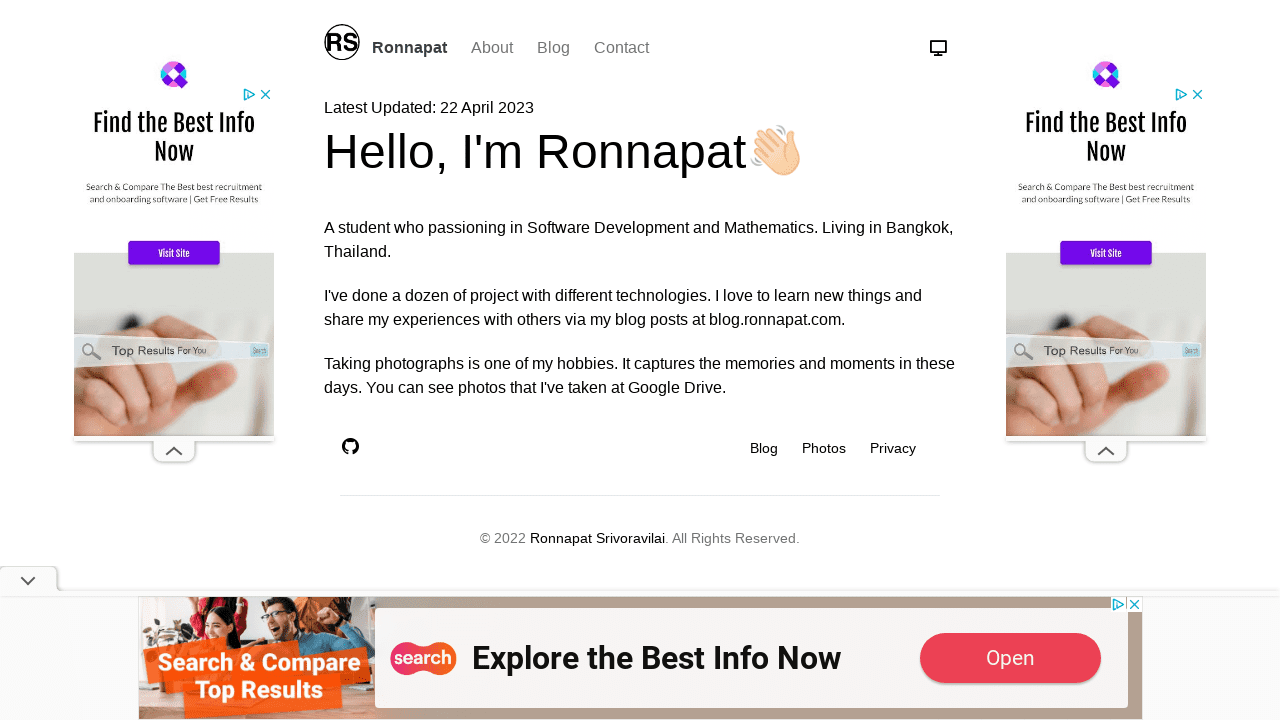 RS Ronnapat About Blog Contact
Latest Updated: 22 April 2023
Hello, I'm Ronnapat👋🏻
A student who passioning in Software Development and Mathematics. Living in Bangkok,
Thailand.
I've done a dozen of project with different technologies. I love to learn new things and
share my experiences with others via my blog posts at blog.ronnapat.com.
Taking photographs is one of my hobbies. It captures the memories and moments in these
days. You can see photos that I've taken at Google Drive.
Blog Photos Privacy
© 2022 Ronnapat Srivoravilai. All Rights Reserved.
Find the Best Info
Now
Search & Compare The Best best recruitment
and onboarding software | Get Free Results
Visit Site
Top Results For You Search
Find the Best Info
Now
Search & Compare The Best best recruitment
and onboarding software | Get Free Results
Visit Site
Top Results For You Search
Search & Compare
Top Results
search Explore the Best Info Now Open